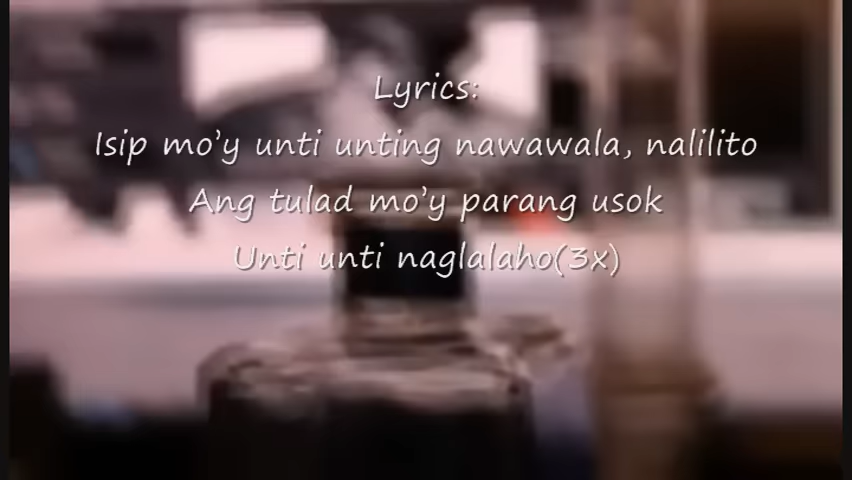 Lyrics:
Isip mo'y unti unting nawawala, nalilito
Ang tulad mo'y parang usok
Unti unti naglalaho(3x)